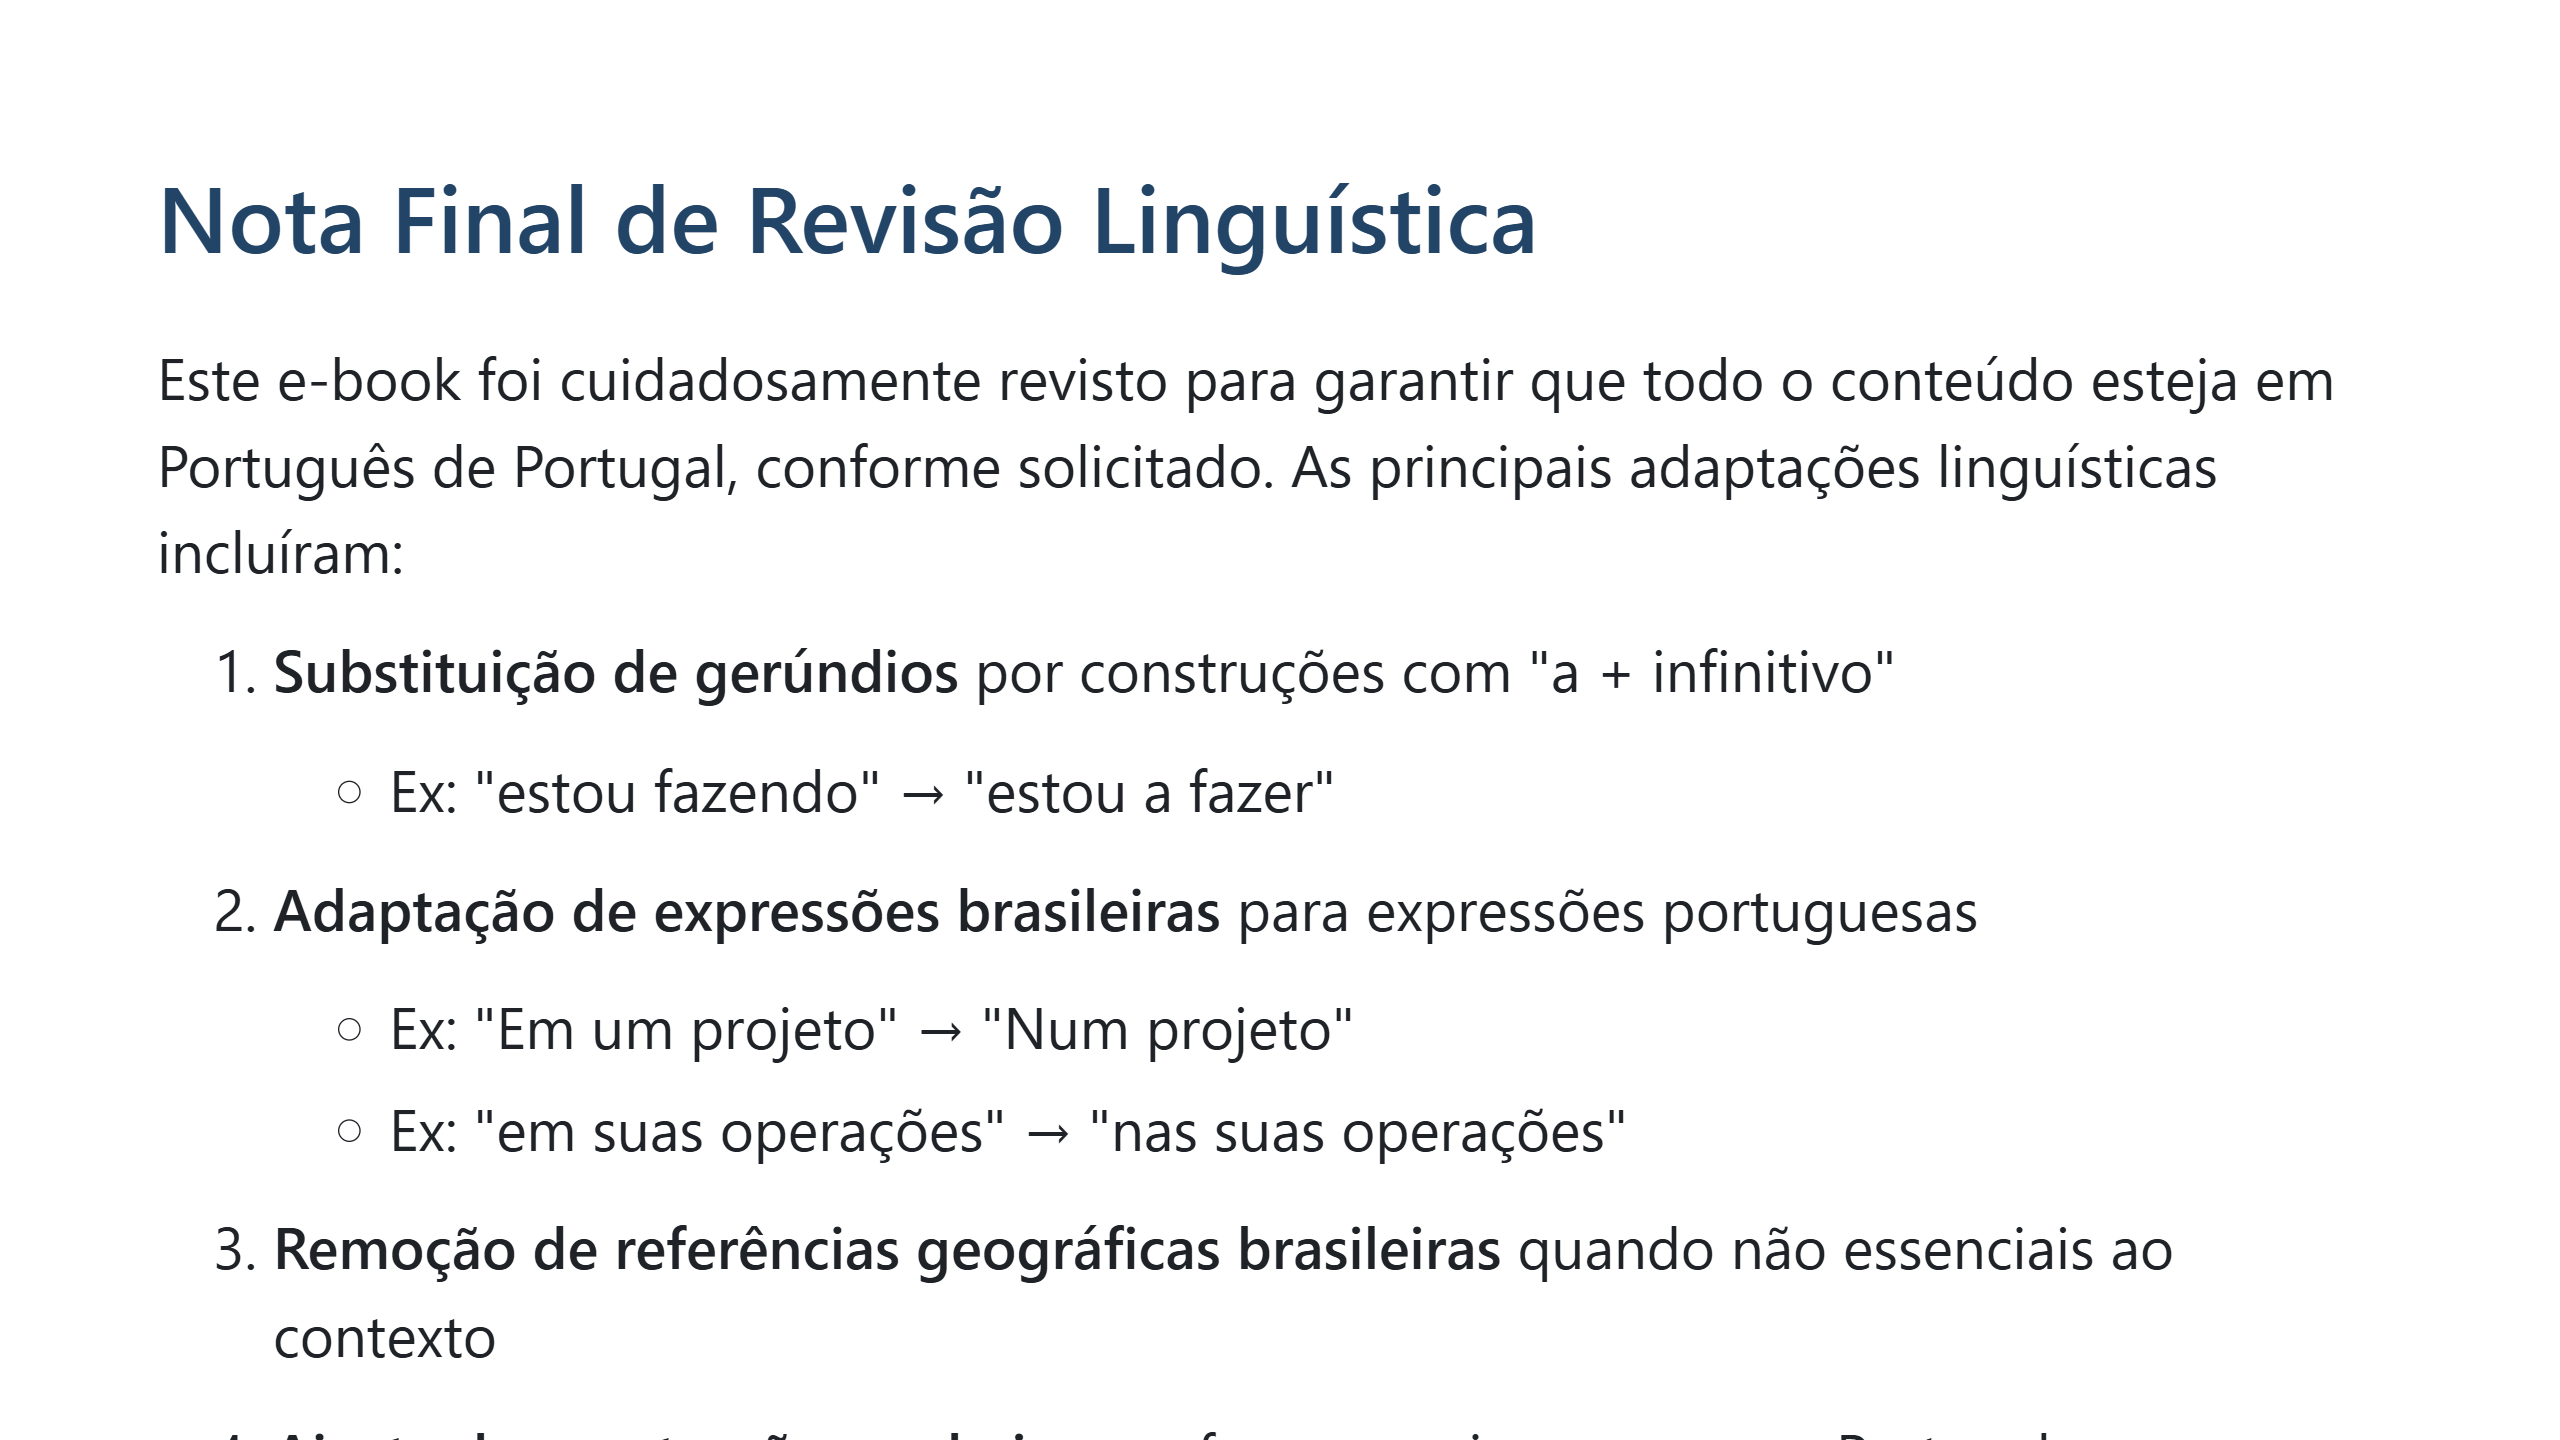 Nota Final de Revisão Linguística
Este e-book foi cuidadosamente revisto para garantir que todo o conteúdo esteja em
Português de Portugal, conforme solicitado. As principais adaptações linguísticas
incluíram:
1. Substituição de gerúndios por construções com "a + infinitivo"
○ Ex: "estou fazendo" → "estou a fazer"
2. Adaptação de expressões brasileiras para expressões portuguesas
○ Ex: "Em um projeto" → "Num projeto"
○ Ex: "em suas operações" → "nas suas operações"
3. Remoção de referências geográficas brasileiras quando não essenciais ao
contexto